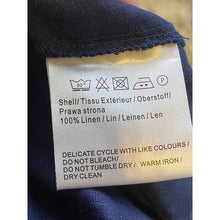 Shell/ Tissu Extérieur/ Oberstoff/
Prawa strona
100% Linen/ Lin/ Leinen/ Len
DELICATE CYCLE WITH LIKE COLOURS/
DO NOT BLEACH/
DO NOT TUMBLE DRY/ WARM IRON/
DRY CLEAN